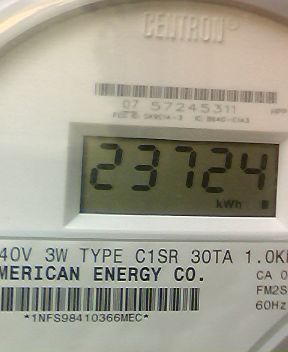 CENTRON®
07 57245311
23724
kWh
40V 3W TYPE C1SR 30TA 1.0K
MERICAN ENERGY CO.
CA 0
FM2S
60Hz
*1NFS98410366MEC*